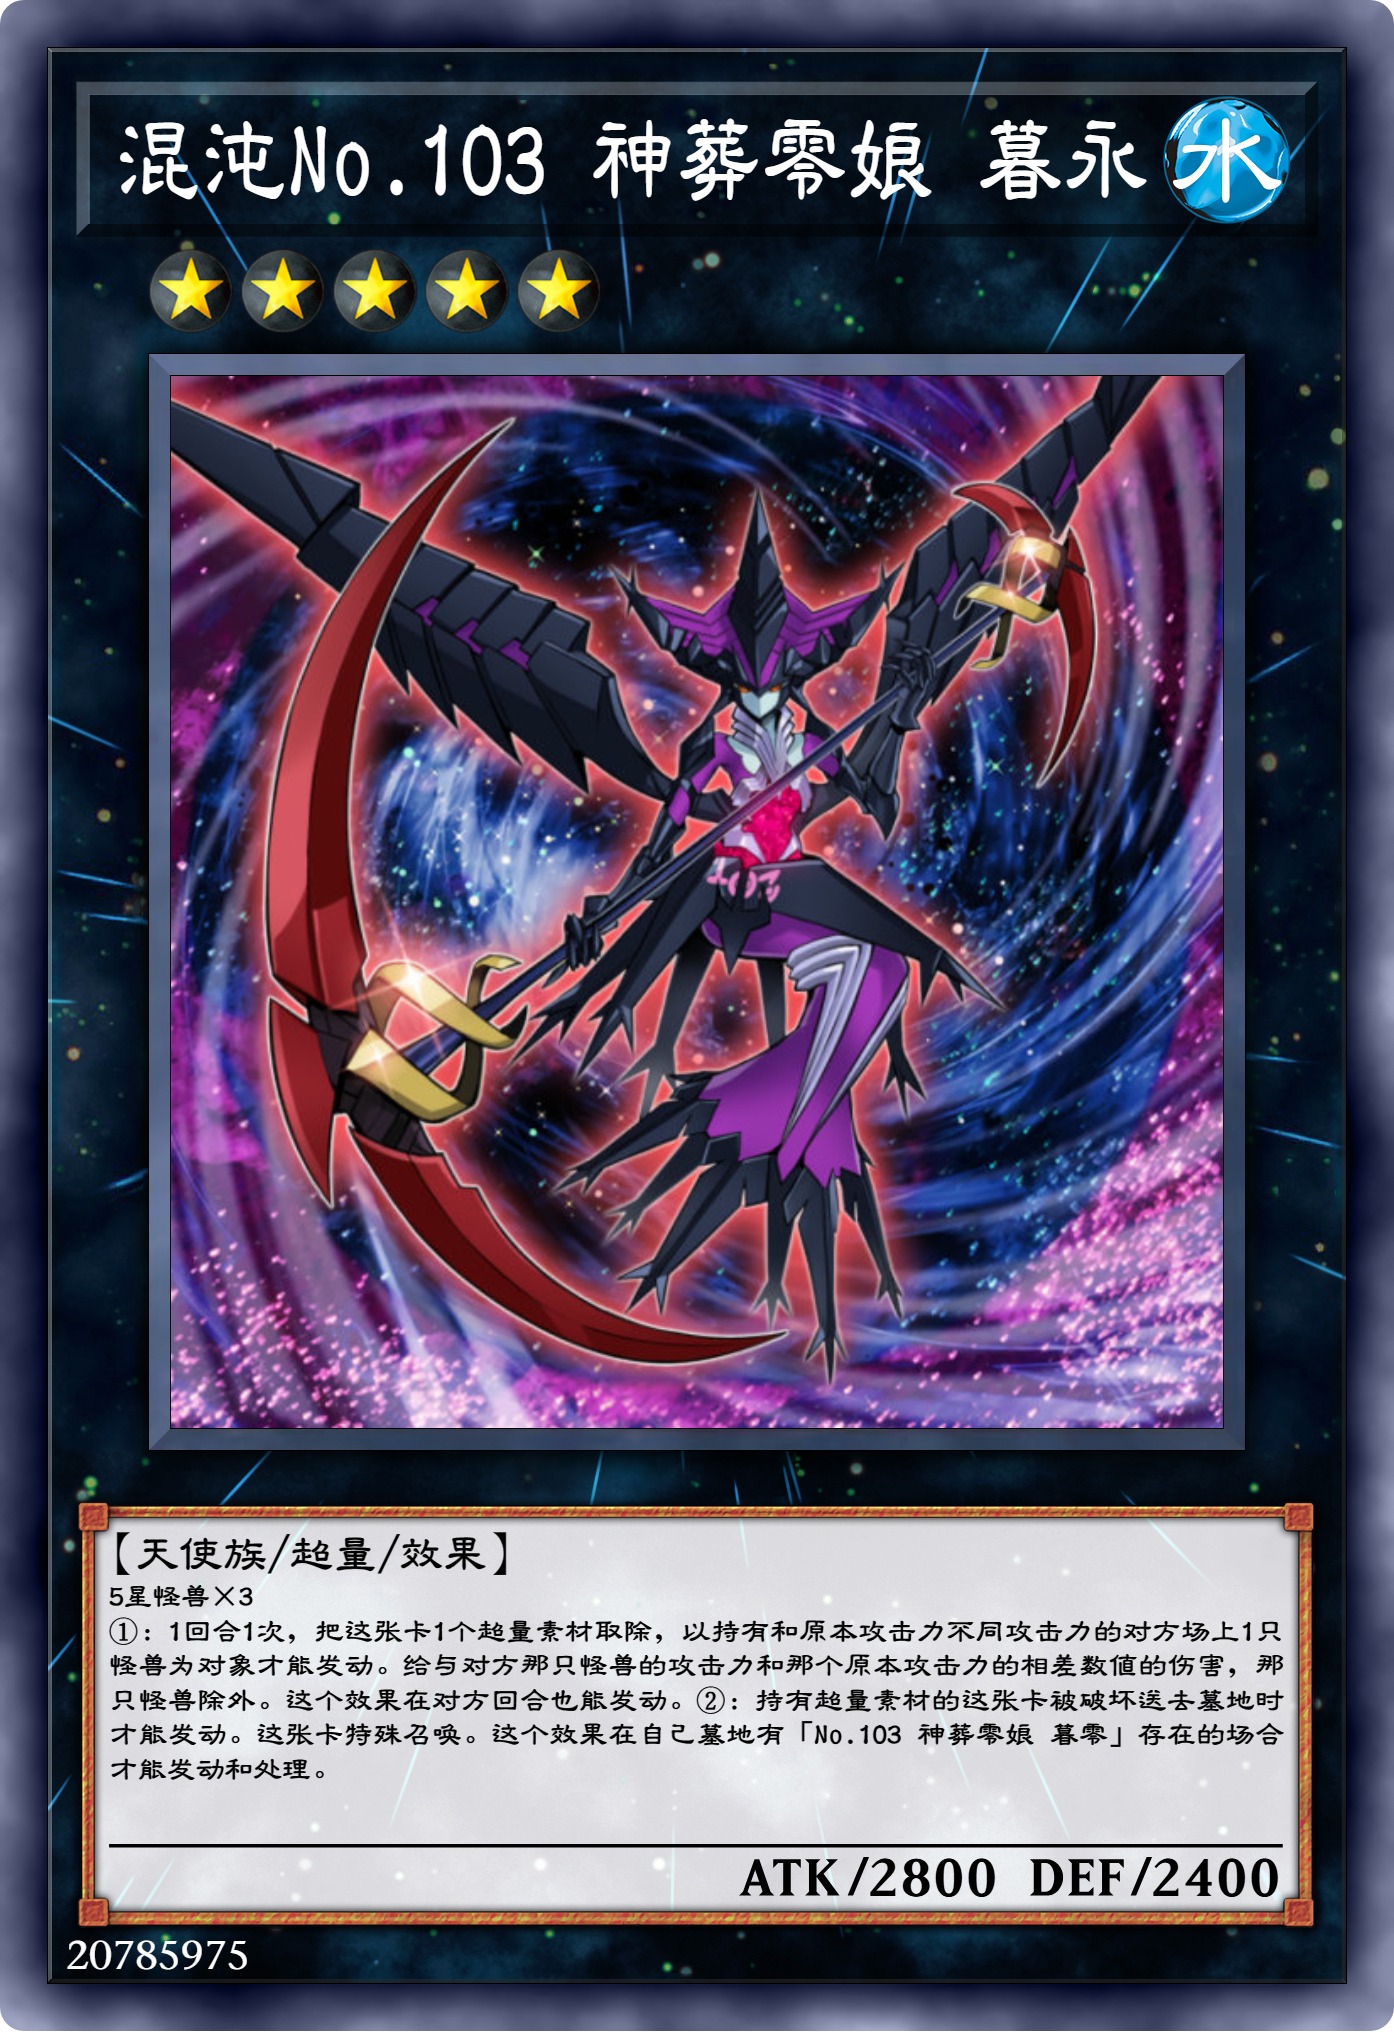 混沌No.103 神葬零娘 暮永 水
【天使族/超量/效果】
5星怪兽×3
①：1回合1次，把这张卡1个超量素材取除，以持有和原本攻击力不同攻击力的对方场上1只
怪兽为对象才能发动。给与对方那只怪兽的攻击力和那个原本攻击力的相差数値的伤害，那
只怪兽除外。这个效果在对方回合也能发动。②：持有超量素材的这张卡被破坏送去墓地时
才能发动。这张卡特殊召唤。这个效果在自己墓地有「No.103 神葬零娘 暮零」存在的场合
才能发动和处理。
ATK/2800 DEF/2400
20785975